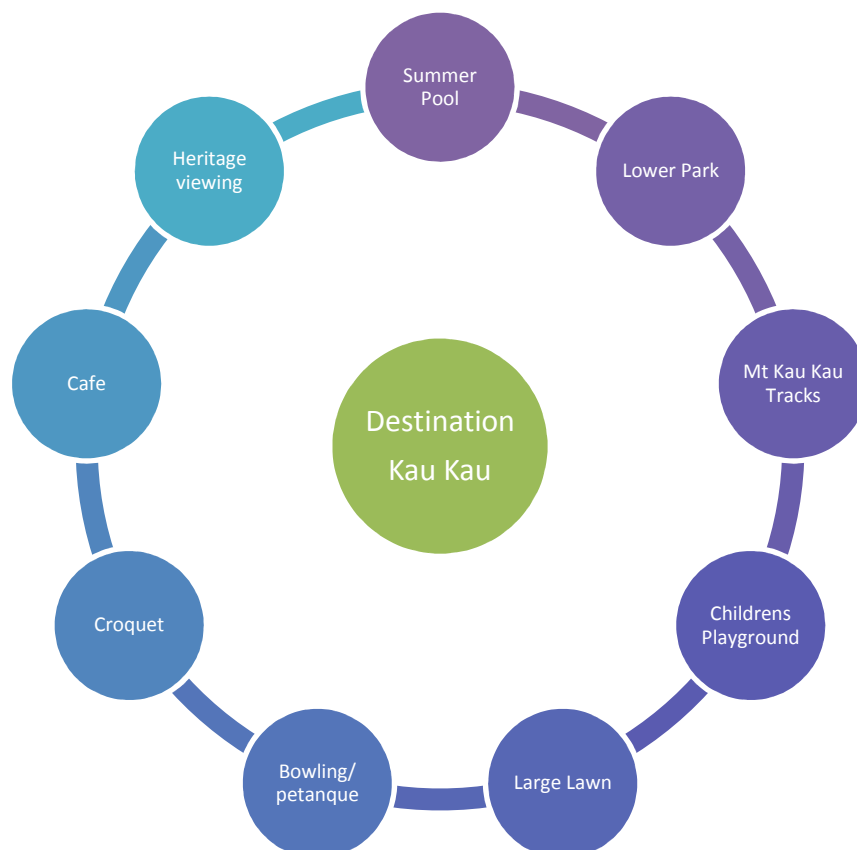 Summer
Pool
Lower Park
Mt Kau Kau
Tracks
Childrens
Playground
Large Lawn
Bowling/
petanque
Croquet
Cafe
Heritage
viewing
Destination
Kau Kau